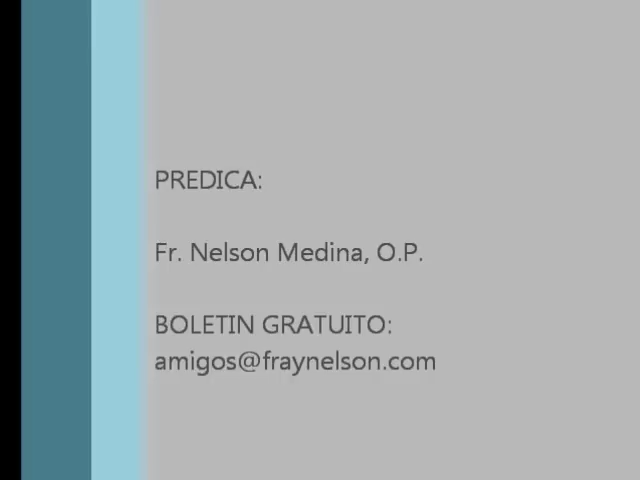 PREDICA:
Fr. Nelson Medina, O.P.
BOLETIN GRATUITO:
amigos@fraynelson.com